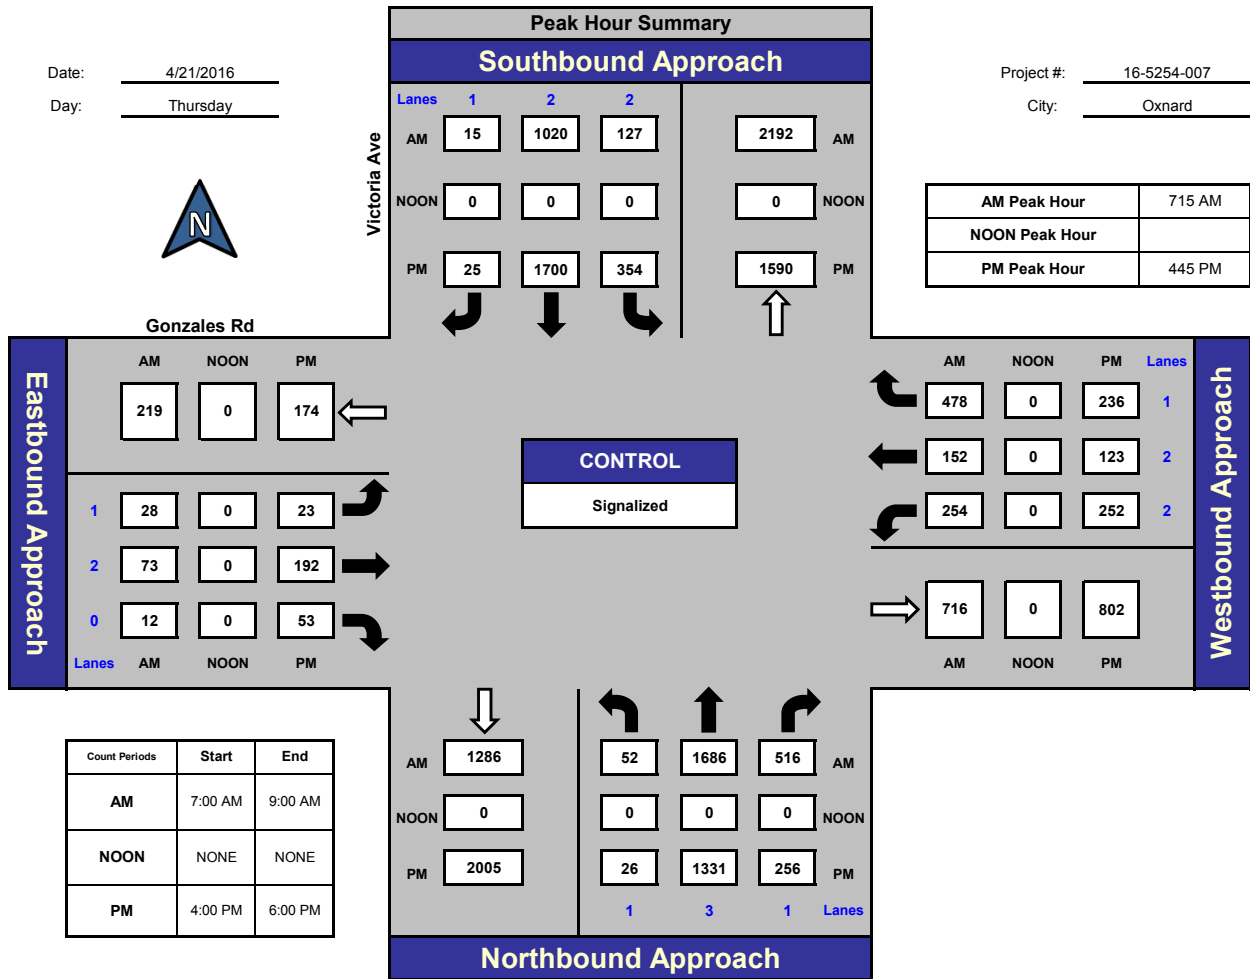 Peak Hour Summary
Southbound Approach
Date: 4/21/2016
Day: Thursday
Project #: 16-5254-007
City: Oxnard
Victoria Ave
Lanes 1 2 2
AM 15 1020 127 2192 AM
NOON 0 0 0 0 NOON
PM 25 1700 354 1590 PM
N
AM Peak Hour 715 AM
NOON Peak Hour
PM Peak Hour 445 PM
Gonzales Rd
Eastbound Approach
AM NOON PM
219 0 174
1 28 0 23
2 73 0 192
0 12 0 53
Lanes AM NOON PM
CONTROL
Signalized
AM NOON PM Lanes
478 0 236 1
152 0 123 2
254 0 252 2
716 0 802
AM NOON PM
Westbound Approach
Count Periods Start End
AM 7:00 AM 9:00 AM
NOON NONE NONE
PM 4:00 PM 6:00 PM
AM 1286 52 1686 516 AM
NOON 0 0 0 0 NOON
PM 2005 26 1331 256 PM
1 3 1 Lanes
Northbound Approach